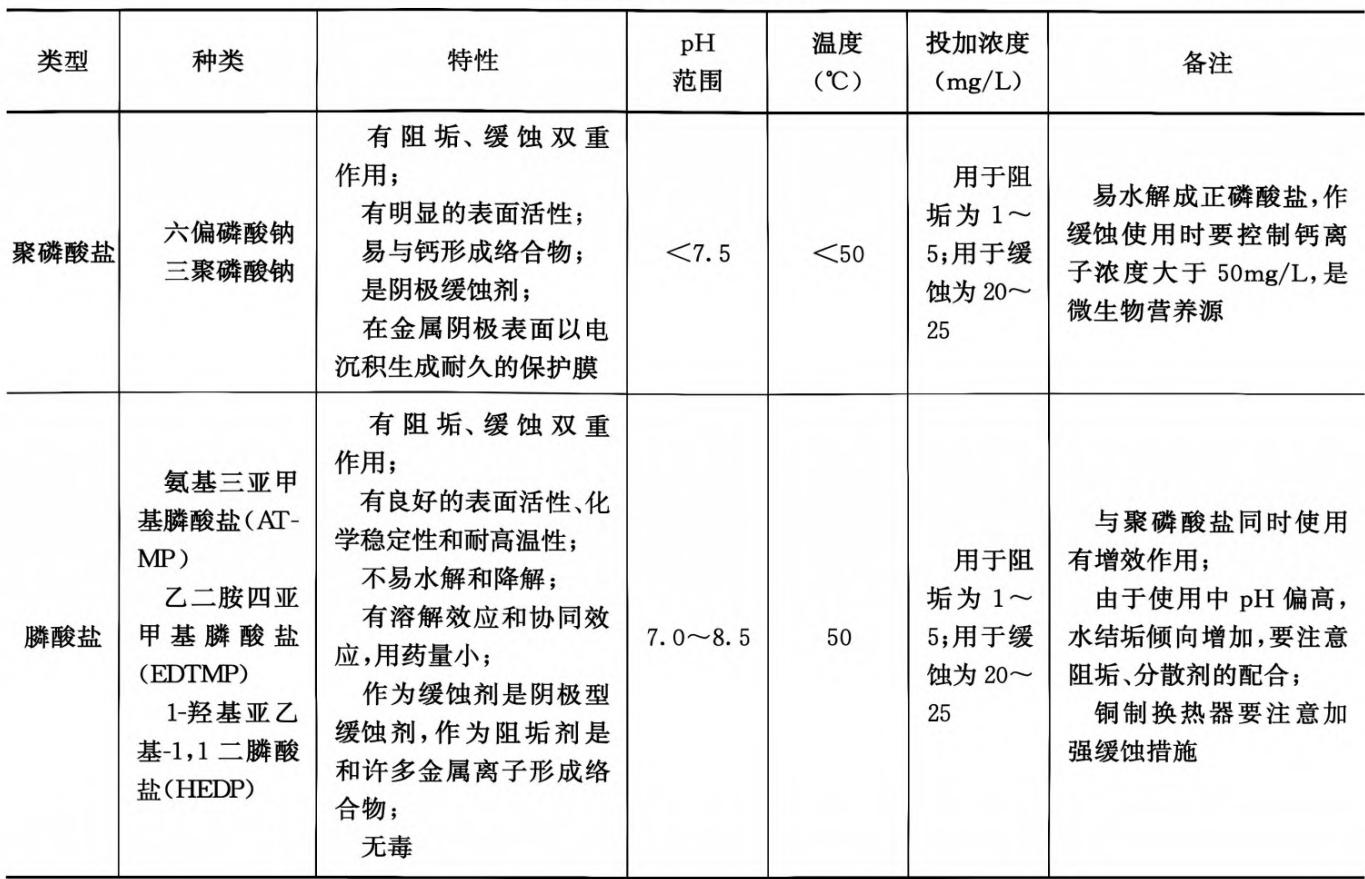 类型
种类
特性
pH
范围
温度
(℃)
投加浓度
(mg/L)
备注
聚磷酸盐
六偏磷酸钠
三聚磷酸钠
有阻垢、缓蚀双重
作用;
有明显的表面活性;
易与钙形成络合物;
是阴极缓蚀剂;
在金属阴极表面以电
沉积生成耐久的保护膜
<7.5
<50
用于阻
垢为 1～
5;用于缓
蚀为 20～
25
易水解成正磷酸盐,作
缓蚀使用时要控制钙离
子浓度大于 50mg/L,是
微生物营养源
膦酸盐
氨基三亚甲
基膦酸盐(AT-
MP)
乙二胺四亚
甲基膦酸盐
(EDTMP)
1-羟基亚乙
基-1,1 二膦酸
盐(HEDP)
有阻垢、缓蚀双重
作用;
有良好的表面活性、化
学稳定性和耐高温性;
不易水解和降解;
有溶解效应和协同效
应,用药量小;
作为缓蚀剂是阴极型
缓蚀剂,作为阻垢剂是
和许多金属离子形成络
合物;
无毒
7.0～8.5
50
用于阻
垢为 1～
5;用于缓
蚀为 20～
25
与聚磷酸盐同时使用
有增效作用;
由于使用中 pH 偏高,
水结垢倾向增加,要注意
阻垢、分散剂的配合;
铜制换热器要注意加
强缓蚀措施